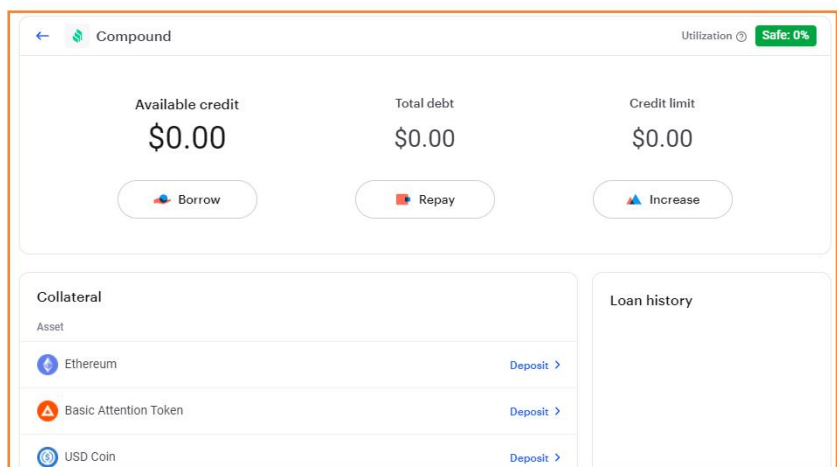 Compound
Utilization
Safe: 0%
Available credit
$0.00
Borrow
Total debt
$0.00
Repay
Credit limit
$0.00
Increase
Collateral
Asset
Ethereum
Deposit
Basic Attention Token
Deposit
USD Coin
Deposit
Loan history